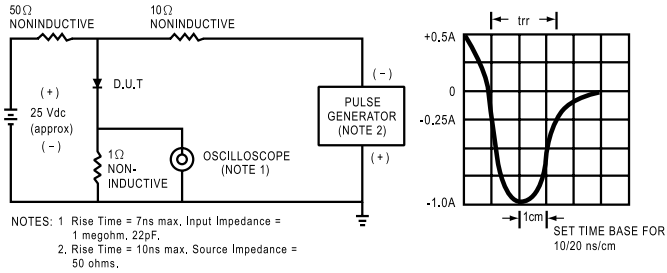 50Ω
NONINDUCTIVE
10Ω
NONINDUCTIVE
(+)
25 Vdc
(approx)
(−)
D.U.T
1Ω
NON-
INDUCTIVE
OSCILLOSCOPE
(NOTE 1)
(−)
PULSE
GENERATOR
(NOTE 2)
(+)
NOTES: 1 Rise Time = 7ns max. Input Impedance =
1 megohm. 22pF.
2. Rise Time = 10ns max. Source Impedance =
50 ohms.
trr
+0.5A
0
-0.25A
-1.0A
1cm
SET TIME BASE FOR
10/20 ns/cm